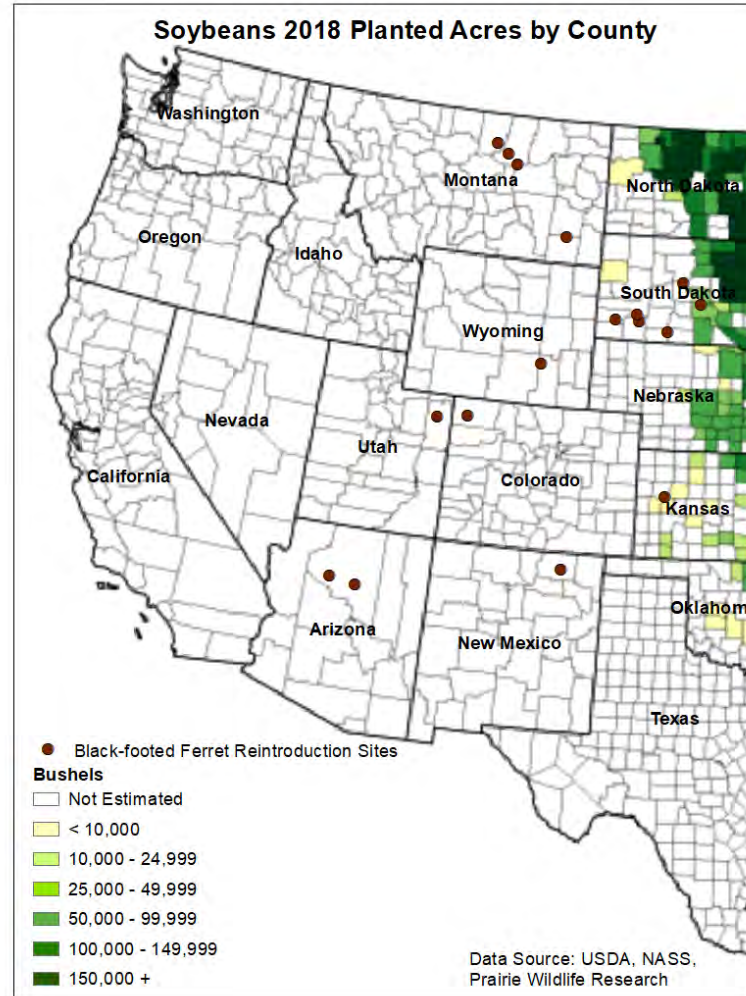 Soybeans 2018 Planted Acres by County
Washington
Montana
North Dakota
Oregon
Idaho
South Dakota
Wyoming
Nebraska
Nevada
Utah
California
Colorado
Kansas
Oklahom
Arizona
New Mexico
Texas
Black-footed Ferret Reintroduction Sites
Bushels
Not Estimated
< 10,000
10,000 - 24,999
25,000 - 49,999
50,000 - 99,999
100,000 - 149,999
150,000 +
Data Source: USDA, NASS,
Prairie Wildlife Research